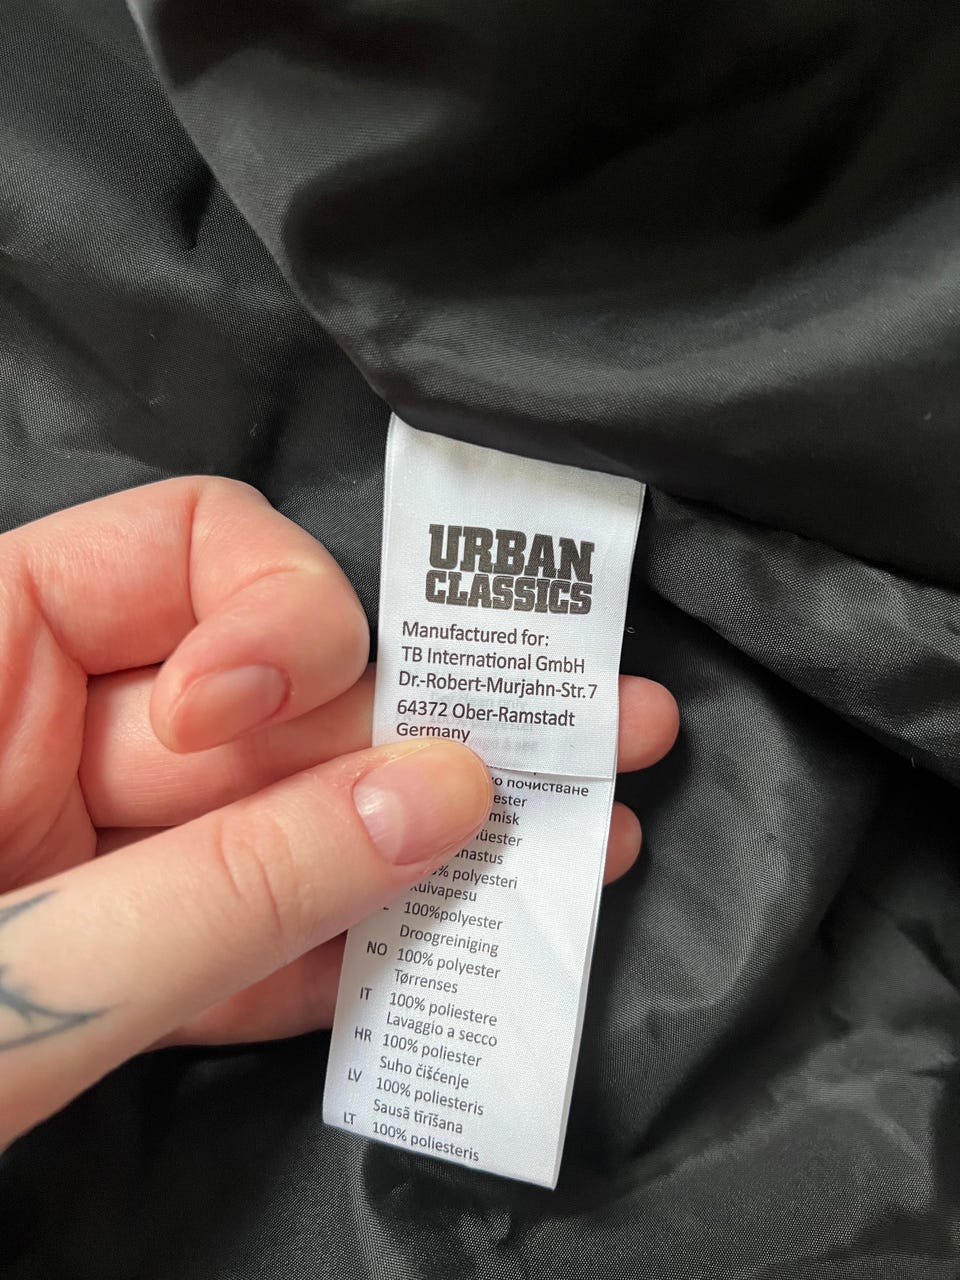 URBAN
CLASSICS
Manufactured for:
TB International GmbH
Dr.-Robert-Murjahn-Str.7
64372 Ober-Ramstadt
Germany
почистване
100%polyester
Droogreiniging
NO 100% polyester
Tørrenses
IT 100% poliestere
Lavaggio a secco
HR 100% poliester
Suho čišćenje
LV 100% poliesteris
Sausā tīrīšana
LT 100% poliesteris